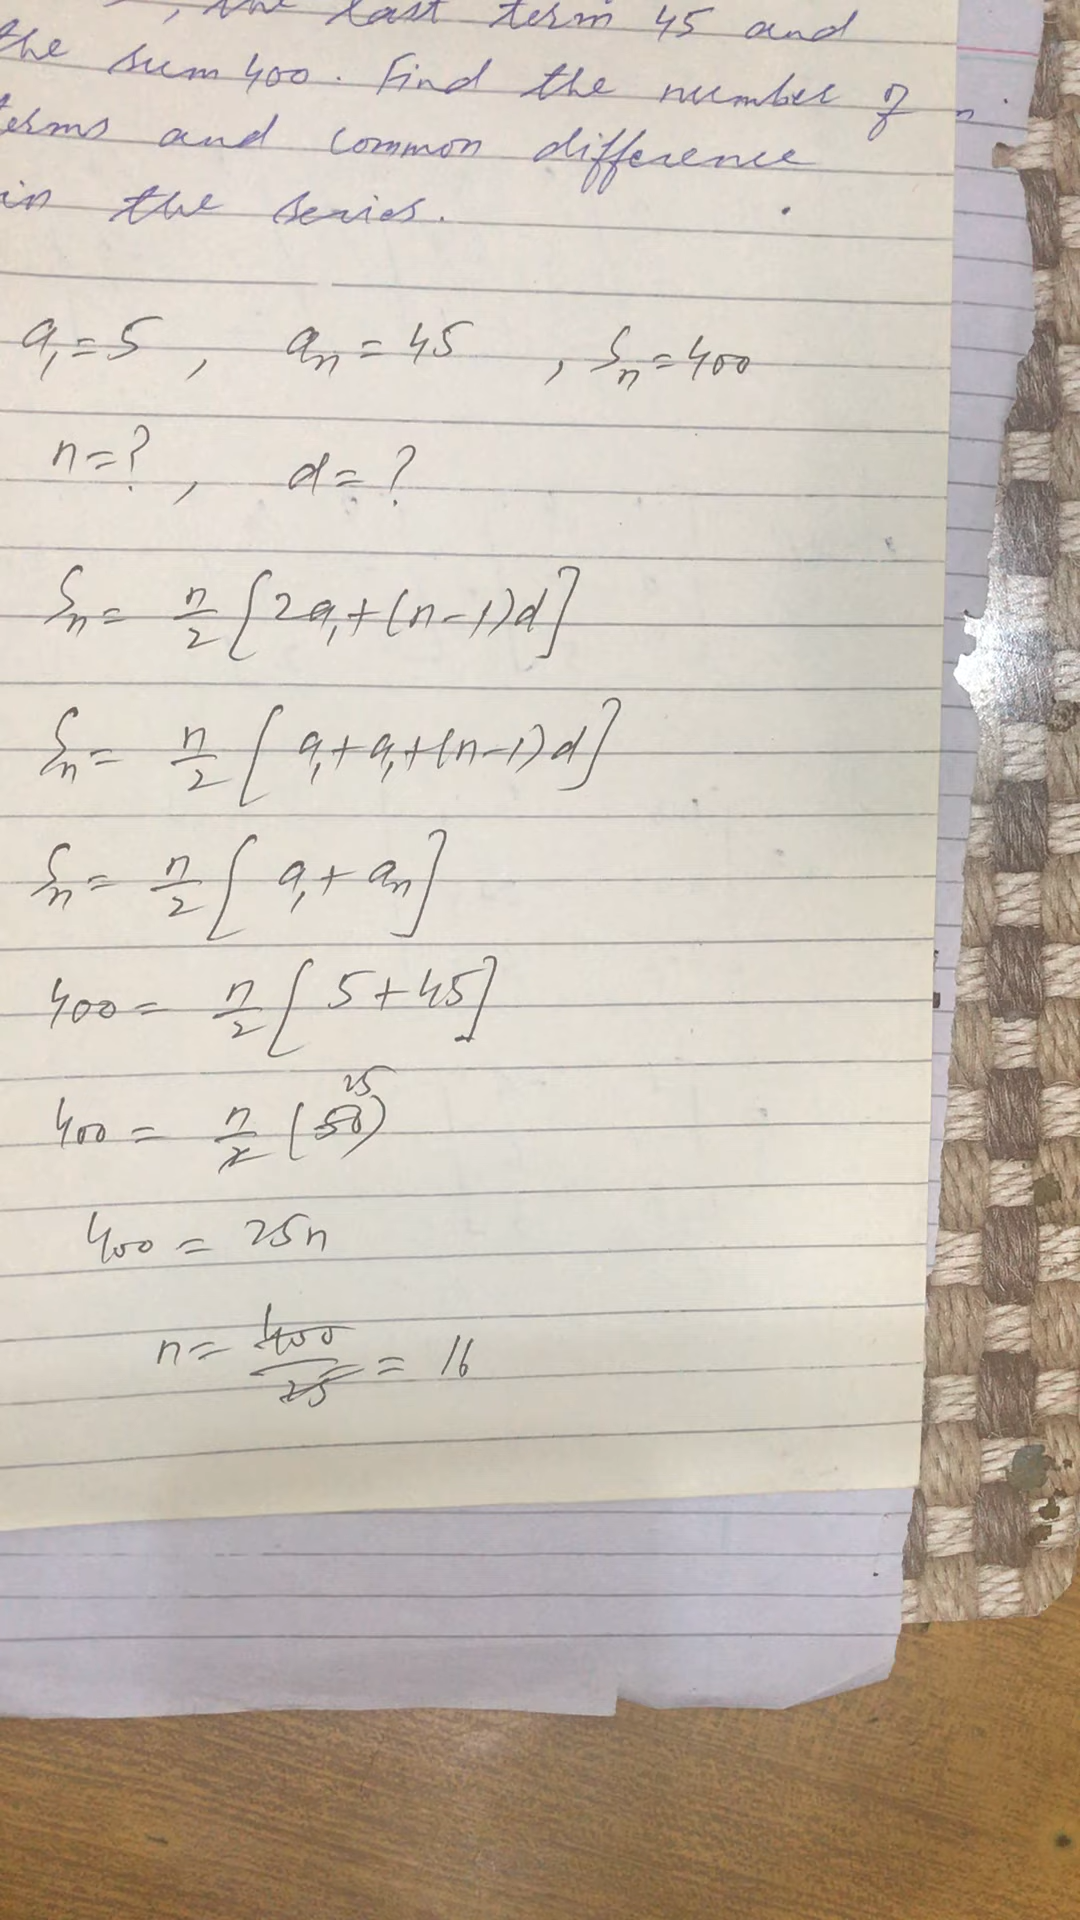 , the last term 45 and
the sum 400. Find the number of
terms and common difference
in the series.
a₁ = 5 , aₙ = 45 , Sₙ = 400
n = ? , d = ?
Sₙ = n/2 [2a₁ + (n-1)d]
Sₙ = n/2 [a₁ + a₁ + (n-1)d]
Sₙ = n/2 [a₁ + aₙ]
400 = n/2 [5 + 45]
25
400 = n/2 (50)
400 = 25n
n = 400/25 = 16